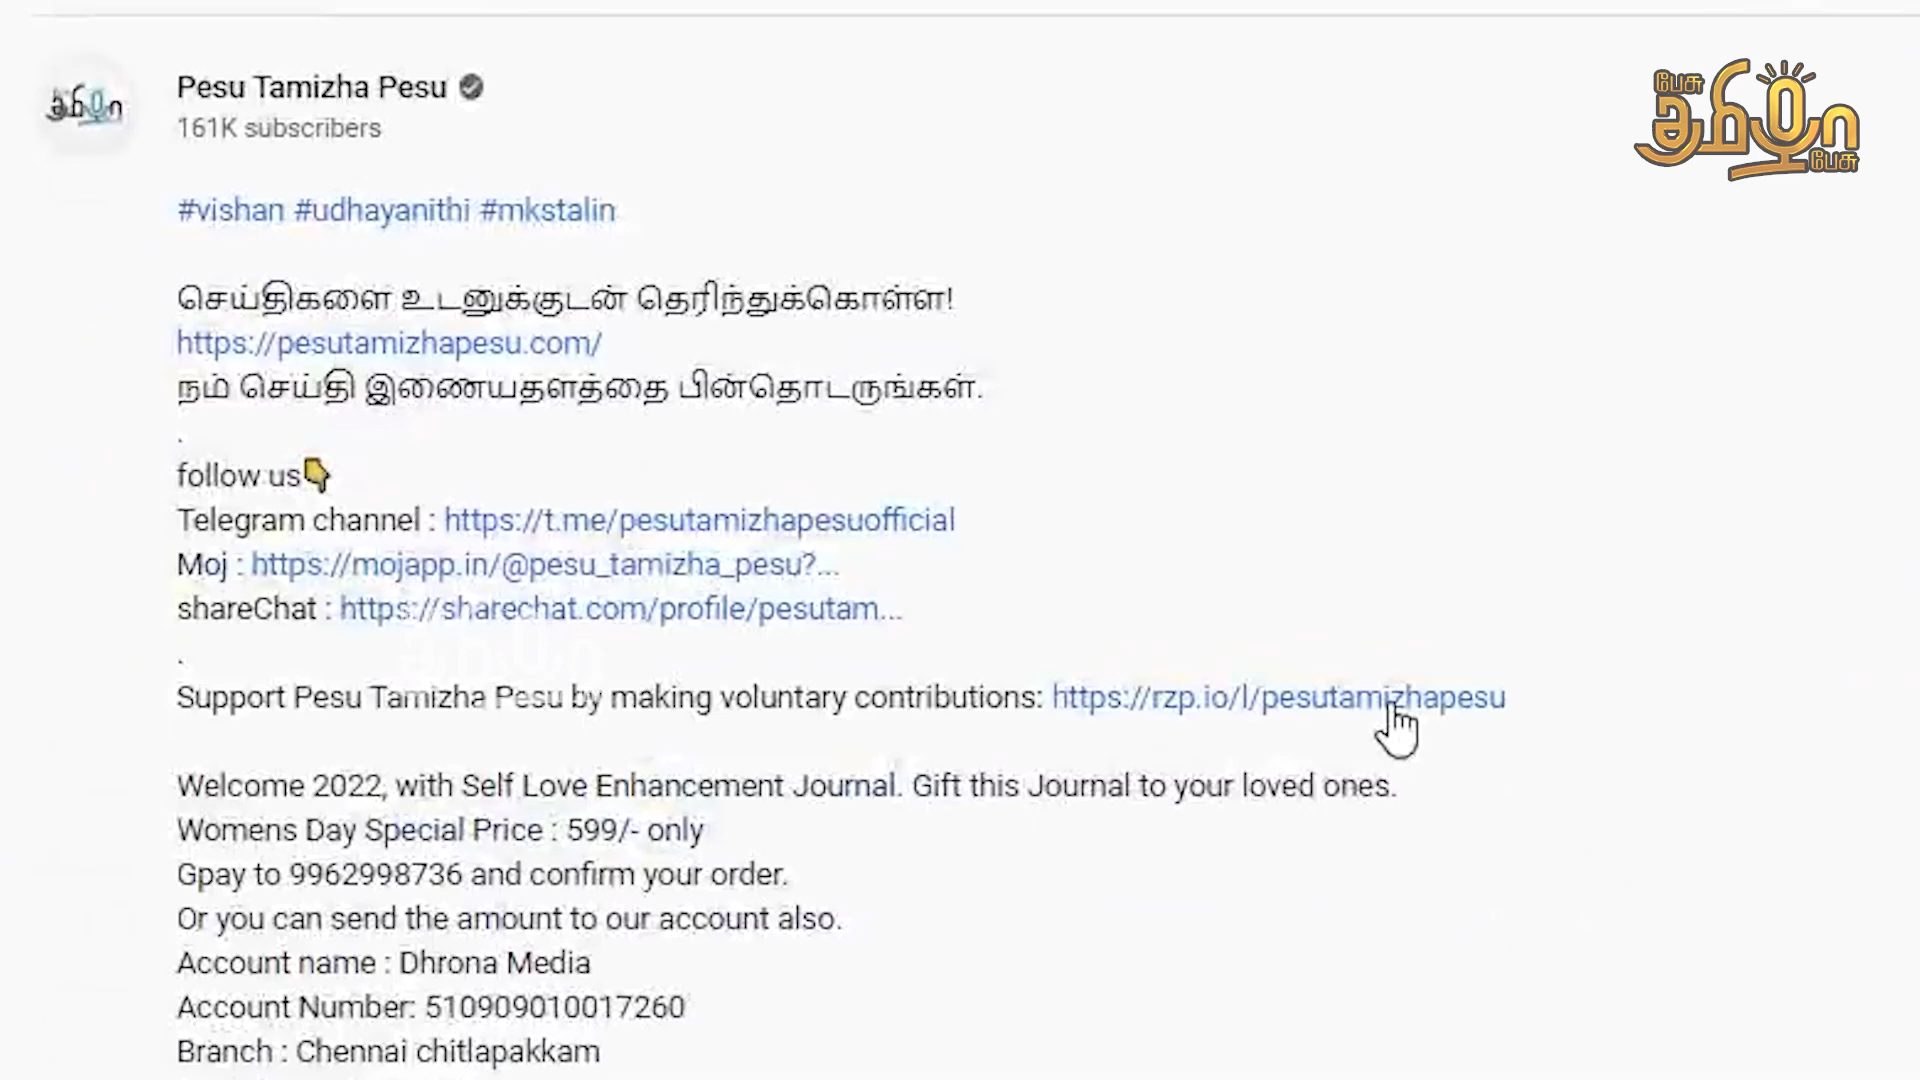 தமிழா
Pesu Tamizha Pesu
161K subscribers
பேசு
தமிழா
பேசு
#vishan #udhayanithi #mkstalin
செய்திகளை உடனுக்குடன் தெரிந்துக்கொள்ள!
https://pesutamizhapesu.com/
நம் செய்தி இணையதளத்தை பின்தொடருங்கள்.
.
follow us👇
Telegram channel : https://t.me/pesutamizhapesuofficial
Moj : https://mojapp.in/@pesu_tamizha_pesu?...
shareChat : https://sharechat.com/profile/pesutam...
.
Support Pesu Tamizha Pesu by making voluntary contributions: https://rzp.io/l/pesutamizhapesu
Welcome 2022, with Self Love Enhancement Journal. Gift this Journal to your loved ones.
Womens Day Special Price : 599/- only
Gpay to 9962998736 and confirm your order.
Or you can send the amount to our account also.
Account name : Dhrona Media
Account Number: 510909010017260
Branch : Chennai chitlapakkam